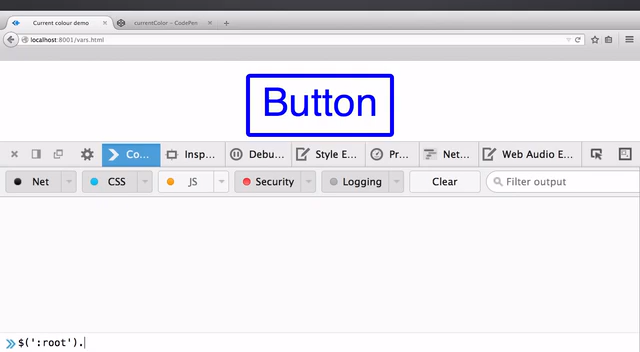 Current colour demo
currentColor - CodePen
localhost:8001/vars.html
Button
Co... Insp... Debu... Style E... Pr... Net... Web Audio E...
Net CSS JS Security Logging Clear Filter output
$(':root').